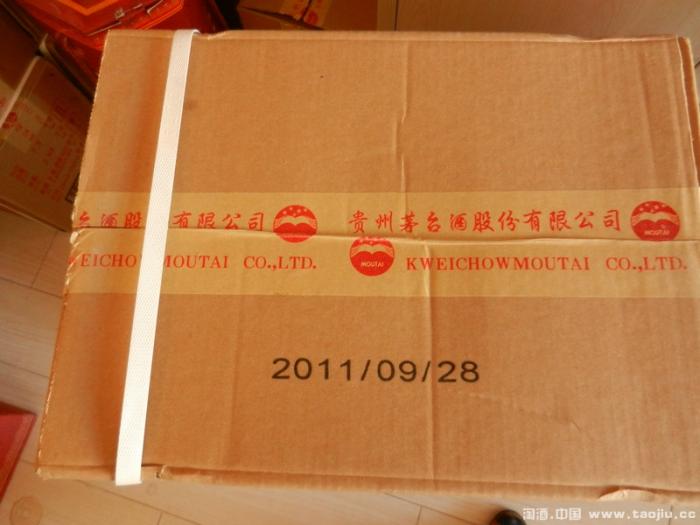 台酒股 有限公司
贵州茅台酒股份有限公司
EICHOW MOUTAI CO.,LTD.
MOUTAI
KWEICHOWMOUTAI CO.,LTD.
2011/09/28
淘酒.中国 www.taojiu.cc